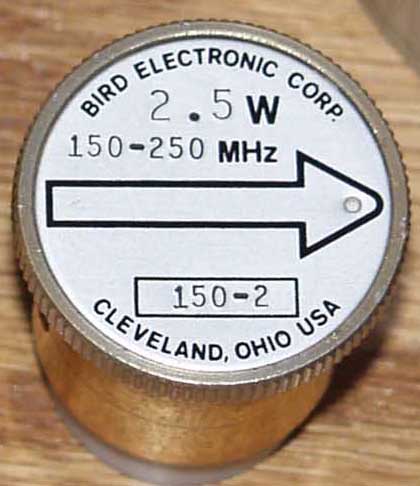 BIRD ELECTRONIC CORP.
2.5 W
150-250 MHz
150-2
CLEVELAND, OHIO USA